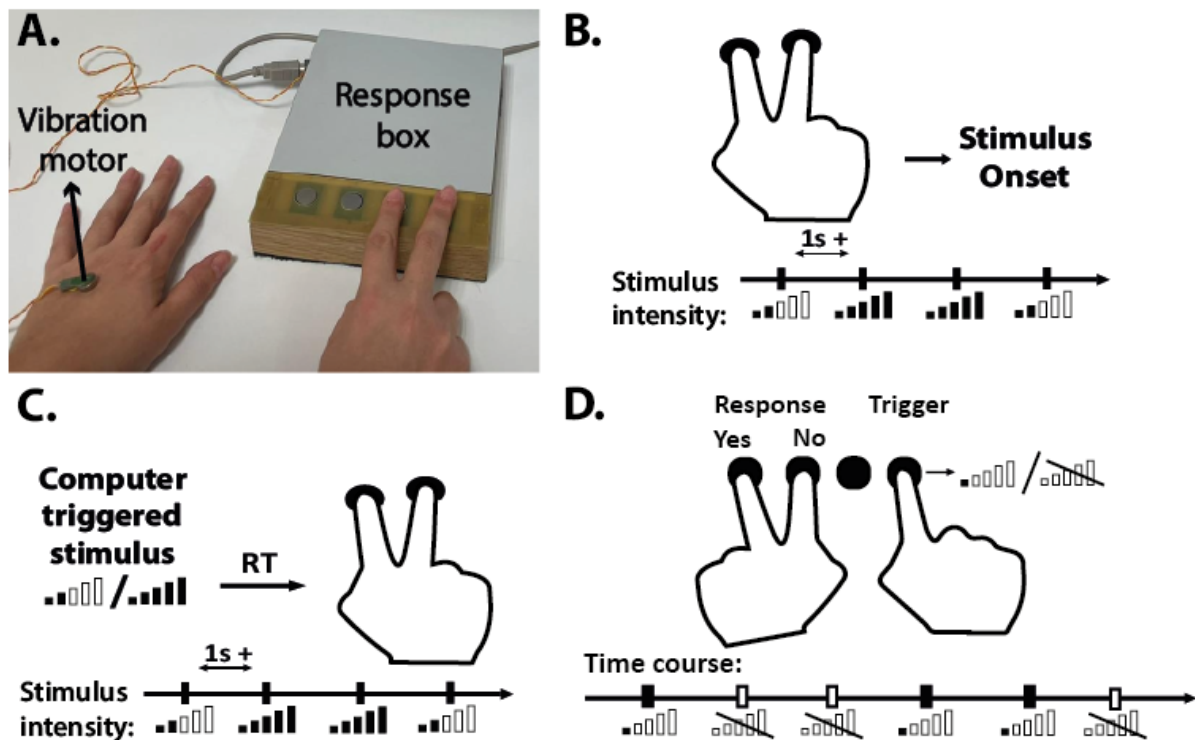 A.
Vibration
motor
Response
box
B.
Stimulus
Onset
1s +
Stimulus
intensity:
C.
Computer
triggered
stimulus
/
RT
1s +
Stimulus
intensity:
D.
Response Trigger
Yes No
/
Time course: